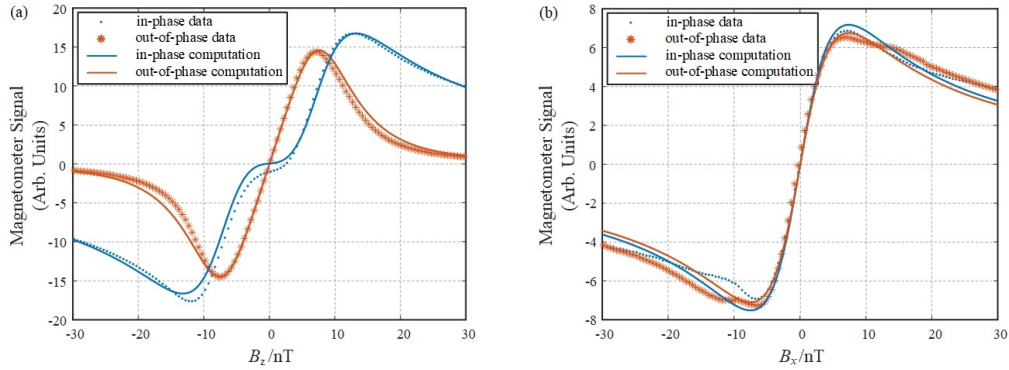 (a)
in-phase data
out-of-phase data
in-phase computation
out-of-phase computation
Magnetometer Signal
(Arb. Units)
20
15
10
5
0
-5
-10
-15
-20
-30
-20
-10
0
10
20
30
B_z/nT
(b)
in-phase data
out-of-phase data
in-phase computation
out-of-phase computation
Magnetometer Signal
(Arb. Units)
8
6
4
2
0
-2
-4
-6
-8
-30
-20
-10
0
10
20
30
B_x/nT